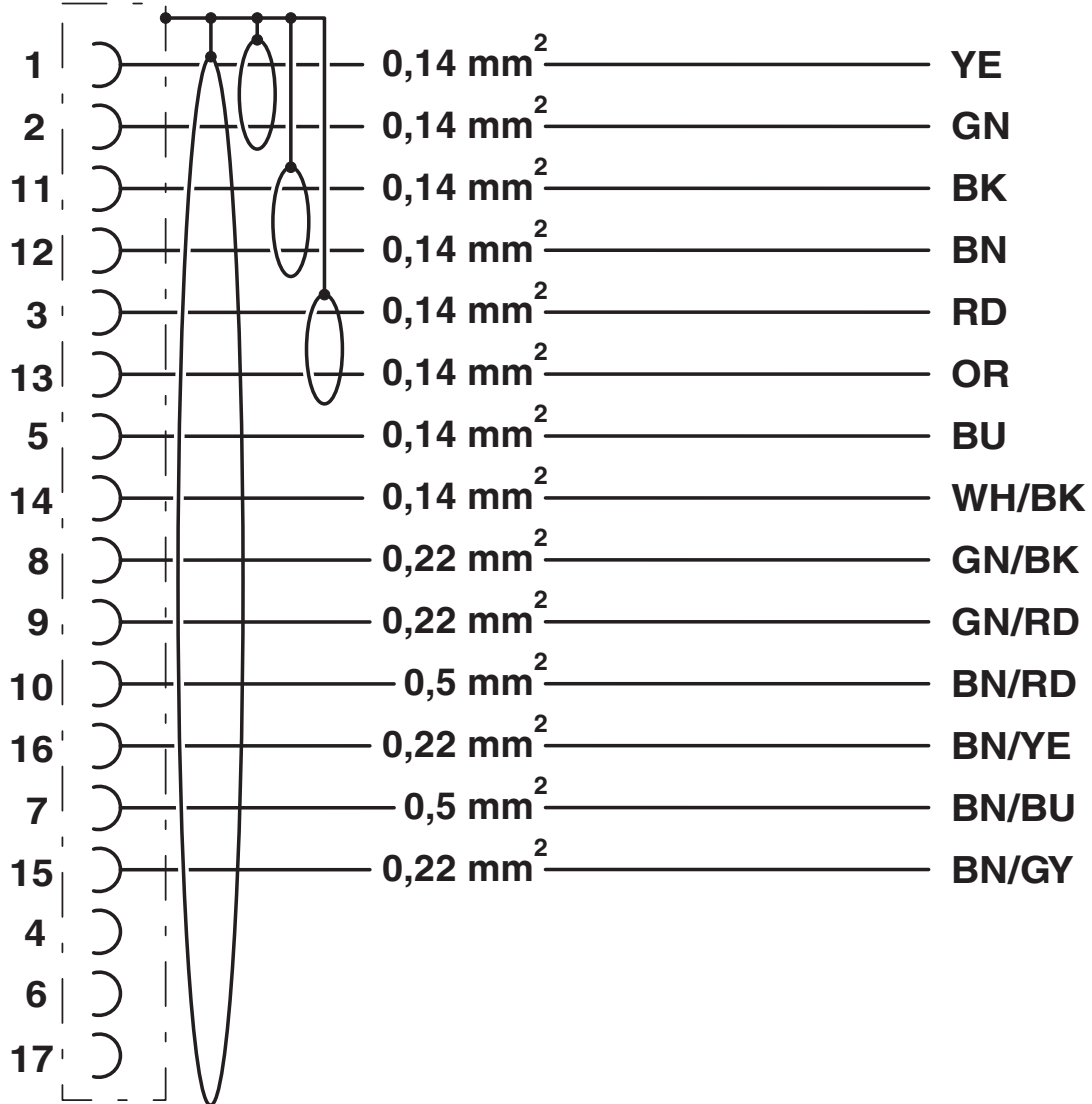 1 0,14 mm² YE
2 0,14 mm² GN
11 0,14 mm² BK
12 0,14 mm² BN
3 0,14 mm² RD
13 0,14 mm² OR
5 0,14 mm² BU
14 0,14 mm² WH/BK
8 0,22 mm² GN/BK
9 0,22 mm² GN/RD
10 0,5 mm² BN/RD
16 0,22 mm² BN/YE
7 0,5 mm² BN/BU
15 0,22 mm² BN/GY
4
6
17